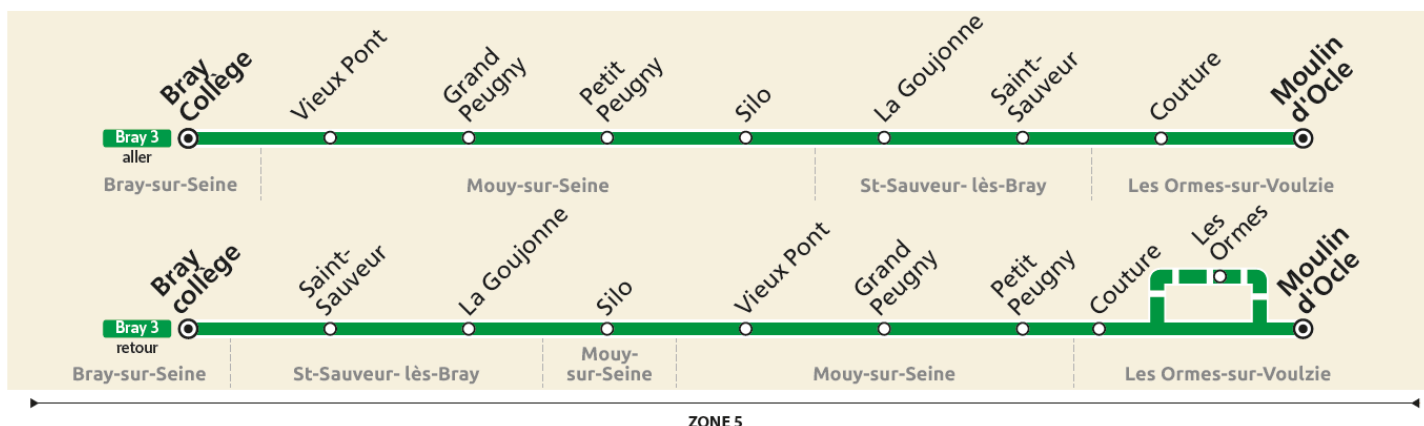 Bray
Collège
Vieux Pont
Grand
Peugny
Petit
Peugny
Silo
La Goujonne
Saint-
Sauveur
Couture
Moulin
d'Ocle
Bray 3
aller
Bray-sur-Seine
Mouy-sur-Seine
St-Sauveur- lès-Bray
Les Ormes-sur-Voulzie
Bray
collège
Saint-
Sauveur
La Goujonne
Silo
Vieux Pont
Grand
Peugny
Petit
Peugny
Couture
Les
Ormes
Moulin
d'Ocle
Bray 3
retour
Bray-sur-Seine
St-Sauveur- lès-Bray
Mouy-
sur-Seine
Mouy-sur-Seine
Les Ormes-sur-Voulzie
ZONE 5